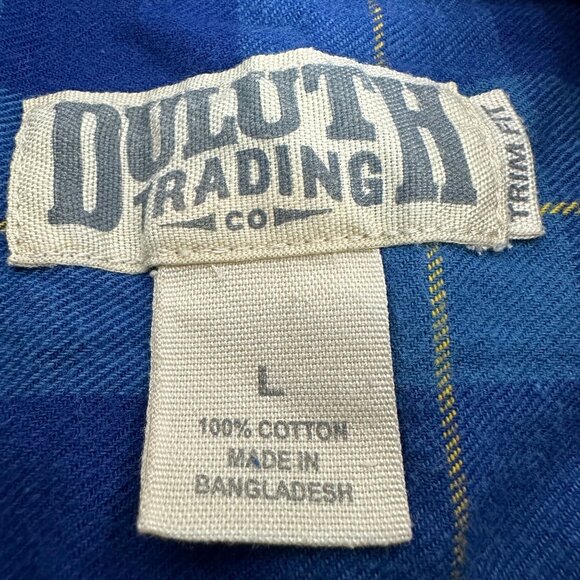 DULUTH
TRADING
CO
TRIM FIT
L
100% COTTON
MADE IN
BANGLADESH